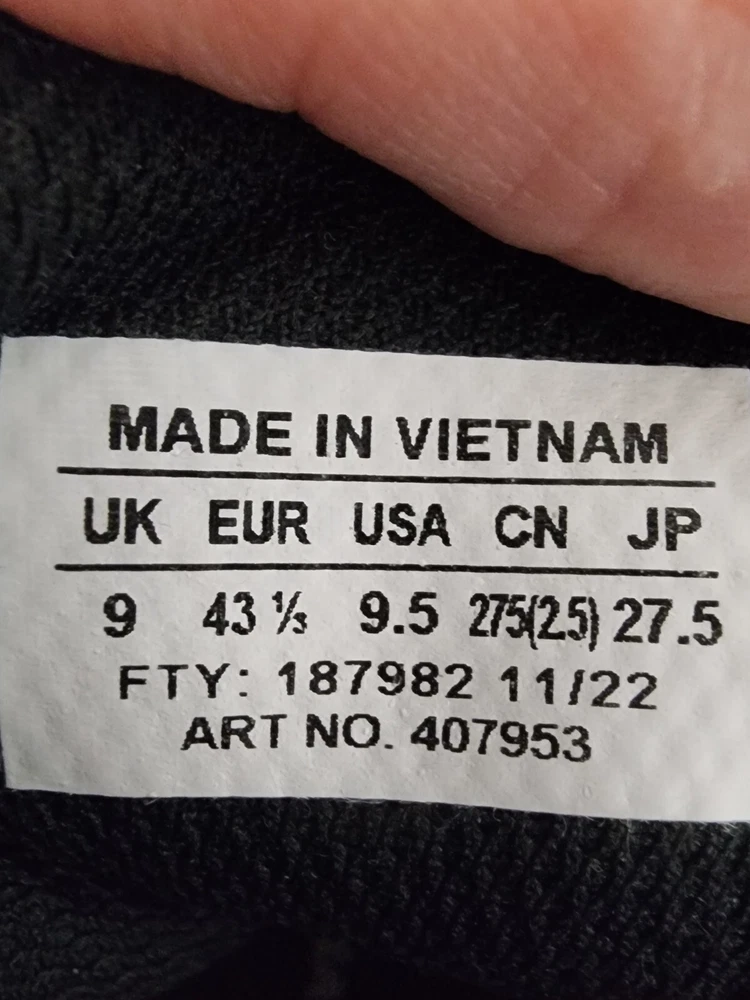 MADE IN VIETNAM
UK EUR USA CN JP
9 43 ⅓ 9.5 275(2.5) 27.5
FTY: 187982 11/22
ART NO. 407953